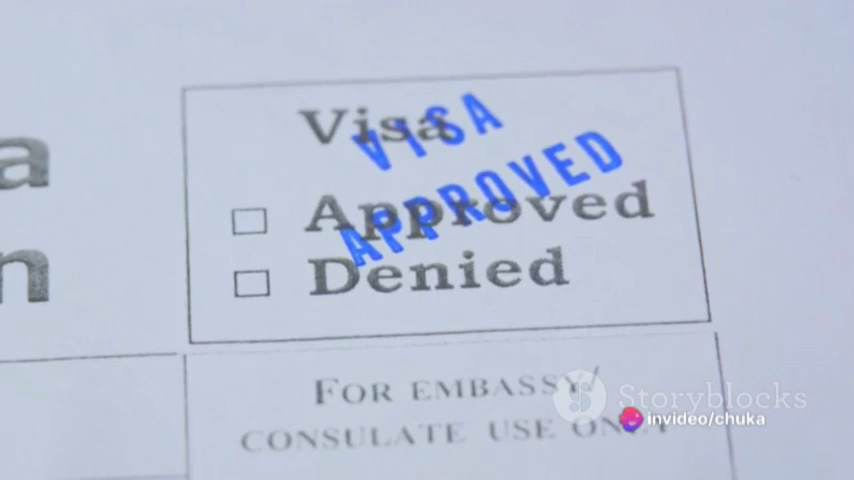 a
n
Visa
VISA
Approved
APPROVED
Denied
FOR EMBASSY/
CONSULATE USE ONLY
Storyblocks
invideo/chuka